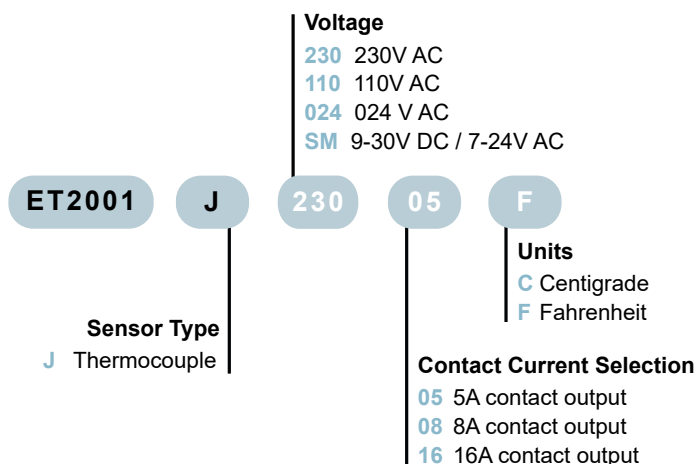 Voltage
230 230V AC
110 110V AC
024 024 V AC
SM 9-30V DC / 7-24V AC
ET2001 J 230 05 F
Units
C Centigrade
F Fahrenheit
Sensor Type
J Thermocouple
Contact Current Selection
05 5A contact output
08 8A contact output
16 16A contact output